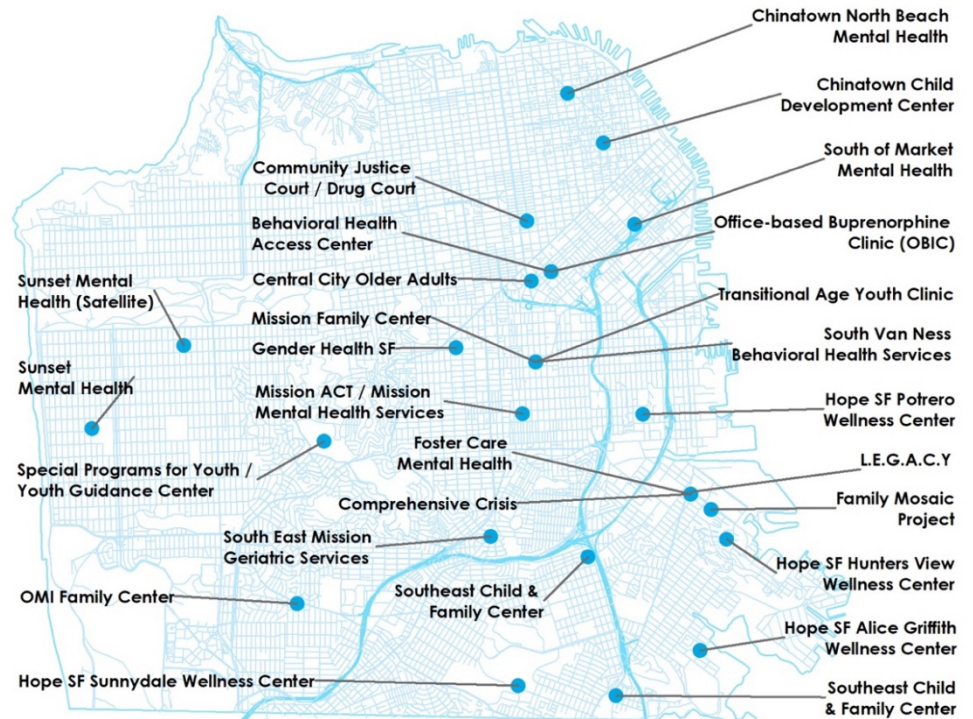 Chinatown North Beach
Mental Health
Chinatown Child
Development Center
South of Market
Mental Health
Community Justice
Court / Drug Court
Behavioral Health
Access Center
Office-based Buprenorphine
Clinic (OBIC)
Central City Older Adults
Sunset Mental
Health (Satellite)
Transitional Age Youth Clinic
Mission Family Center
South Van Ness
Behavioral Health Services
Gender Health SF
Sunset
Mental Health
Mission ACT / Mission
Mental Health Services
Hope SF Potrero
Wellness Center
Foster Care
Mental Health
L.E.G.A.C.Y
Special Programs for Youth /
Youth Guidance Center
Comprehensive Crisis
Family Mosaic
Project
South East Mission
Geriatric Services
Hope SF Hunters View
Wellness Center
OMI Family Center
Southeast Child &
Family Center
Hope SF Alice Griffith
Wellness Center
Hope SF Sunnydale Wellness Center
Southeast Child
& Family Center